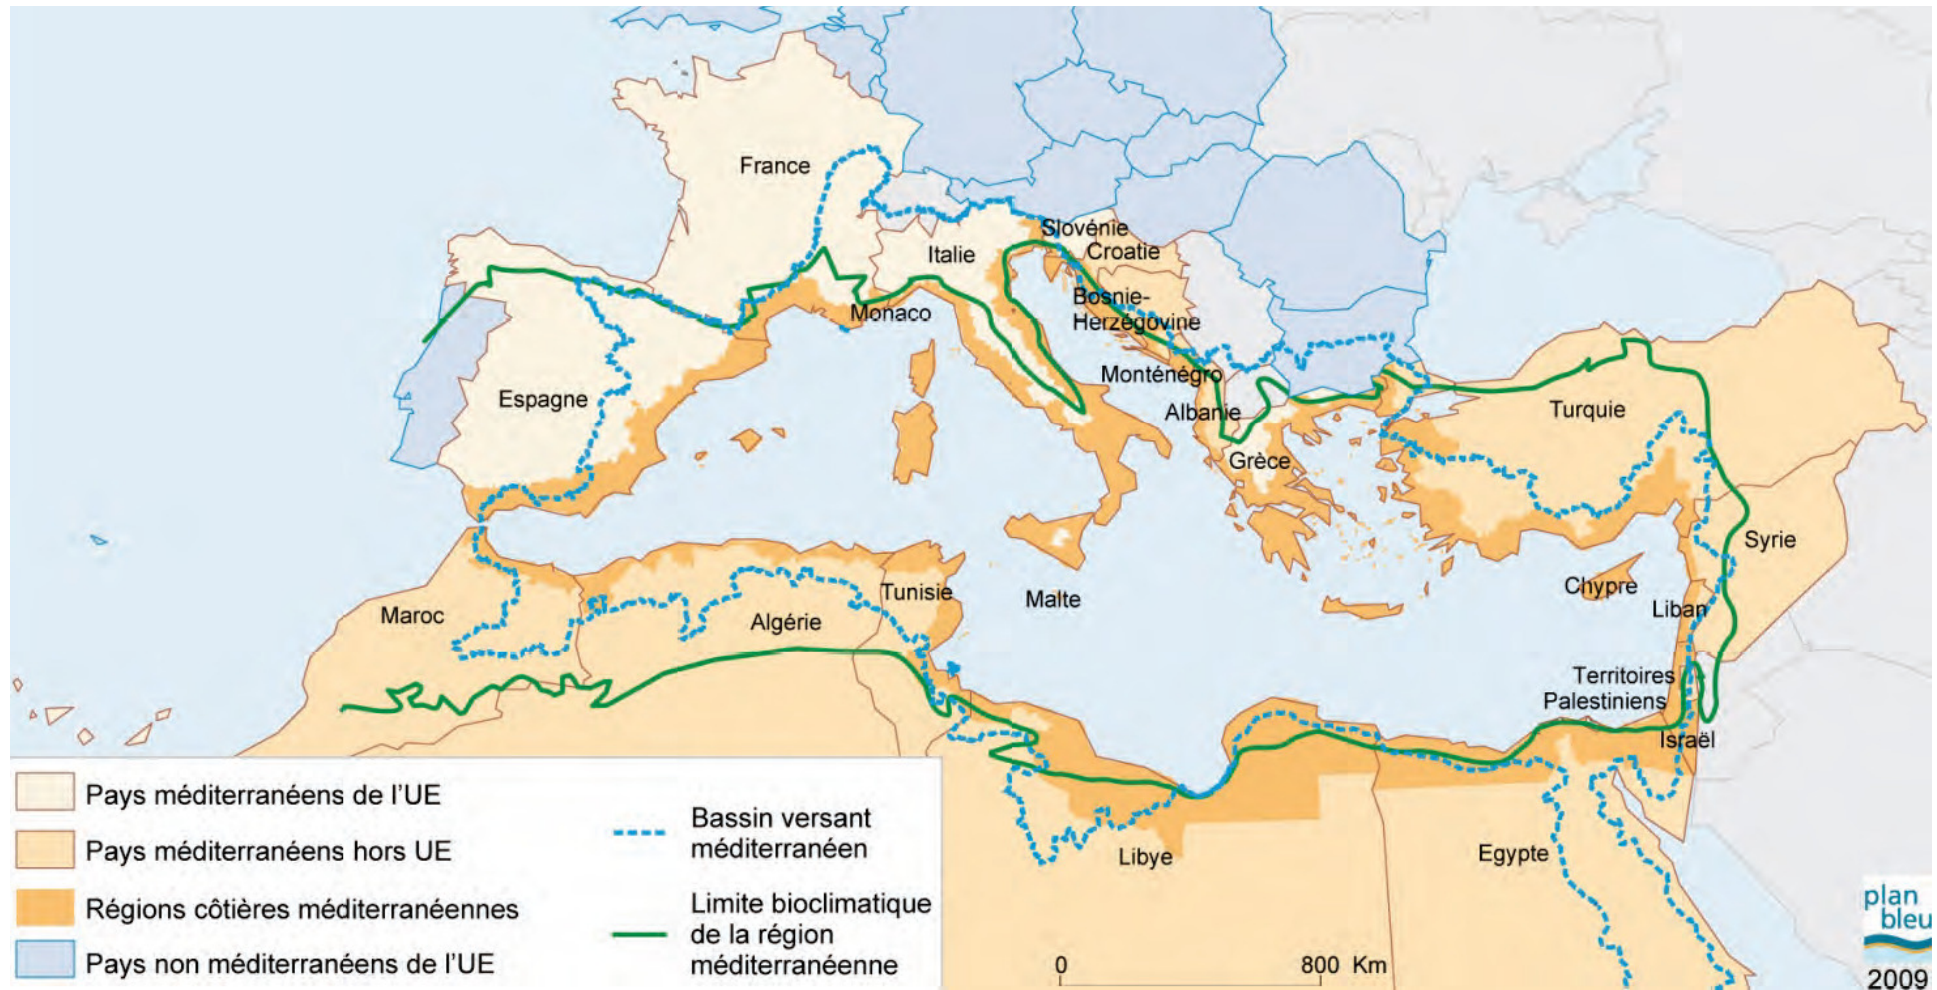 France
Slovénie
Croatie
Italie
Bosnie-
Herzégovine
Monaco
Monténégro
Espagne
Albanie
Turquie
Grèce
Syrie
Chypre
Tunisie
Malte
Liban
Maroc
Algérie
Territoires
Palestiniens
Israël
Pays méditerranéens de l'UE
Pays méditerranéens hors UE
Régions côtières méditerranéennes
Pays non méditerranéens de l'UE
Bassin versant
méditerranéen
Limite bioclimatique
de la région
méditerranéenne
Libye
Egypte
0 800 Km
plan
bleu
2009